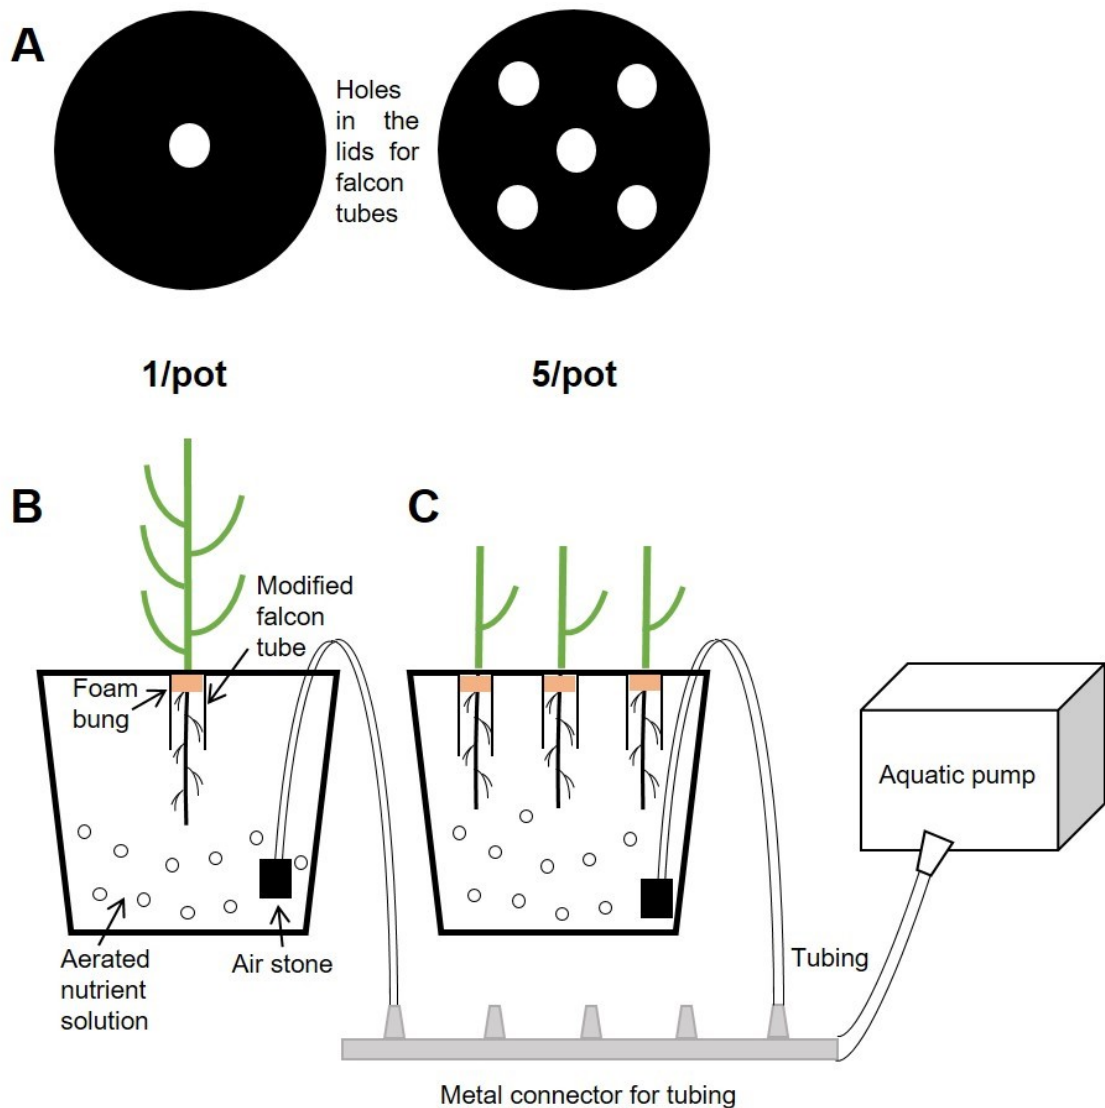 A
Holes
in the
lids for
falcon
tubes
1/pot
5/pot
B
C
Modified
falcon
tube
Foam
bung
Aquatic pump
Aerated
nutrient
solution
Air stone
Tubing
Metal connector for tubing